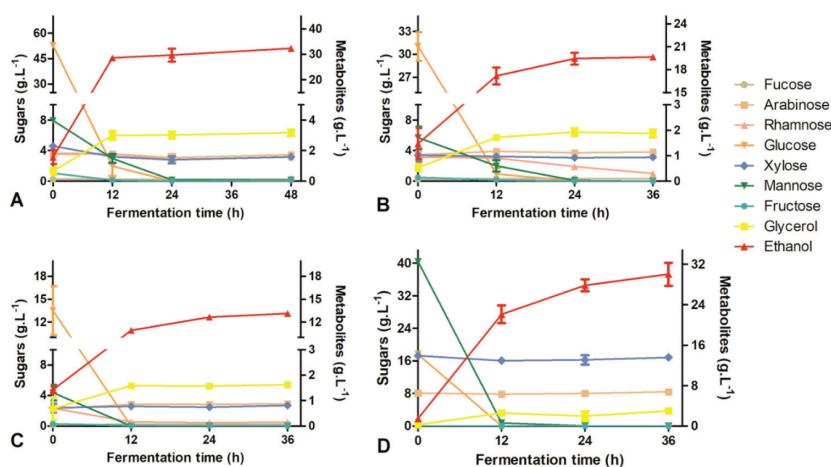 60
45
30
8
4
0
Sugars (g.L⁻¹)
40
30
20
4
3
2
1
0
Metabolites (g.L⁻¹)
0 12 24 36 48
Fermentation time (h)
A
33
30
27
8
4
0
Sugars (g.L⁻¹)
24
21
18
15
3
2
1
0
Metabolites (g.L⁻¹)
0 12 24 36
Fermentation time (h)
B
Fucose
Arabinose
Rhamnose
Glucose
Xylose
Mannose
Fructose
Glycerol
Ethanol
18
15
12
8
4
0
Sugars (g.L⁻¹)
18
15
12
3
2
1
0
Metabolites (g.L⁻¹)
0 12 24 36
Fermentation time (h)
C
40
32
24
16
8
0
Sugars (g.L⁻¹)
32
24
16
8
0
Metabolites (g.L⁻¹)
0 12 24 36
Fermentation time (h)
D